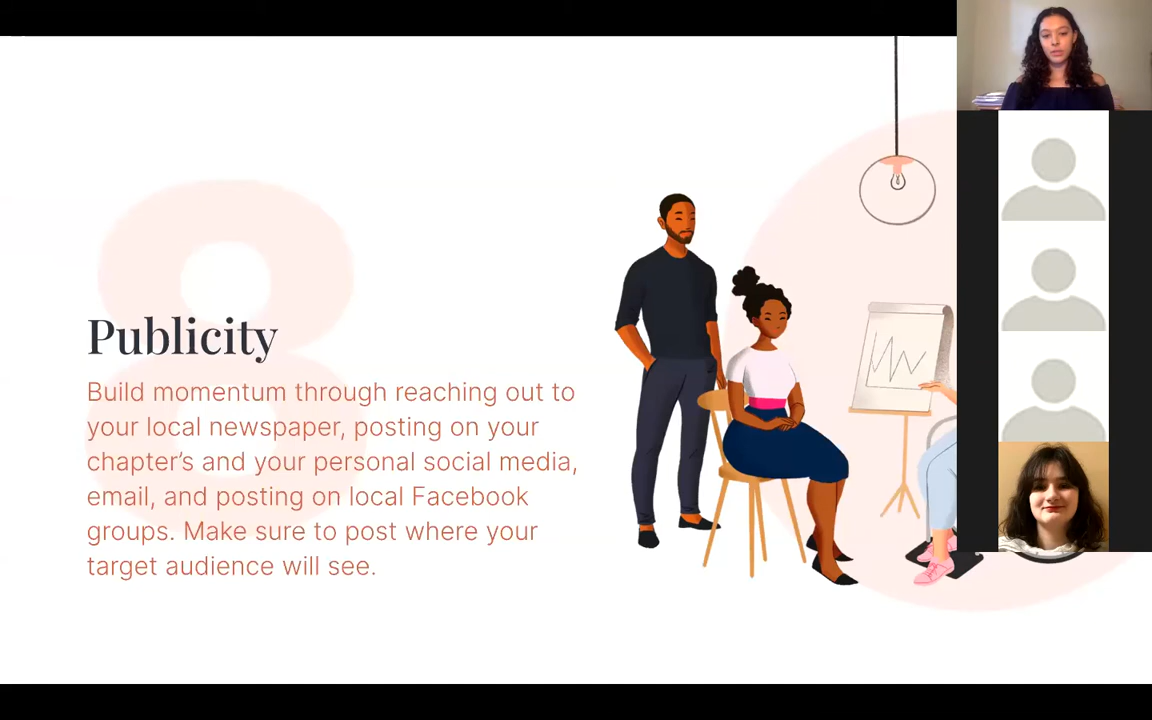 8
Publicity
Build momentum through reaching out to
your local newspaper, posting on your
chapter's and your personal social media,
email, and posting on local Facebook
groups. Make sure to post where your
target audience will see.